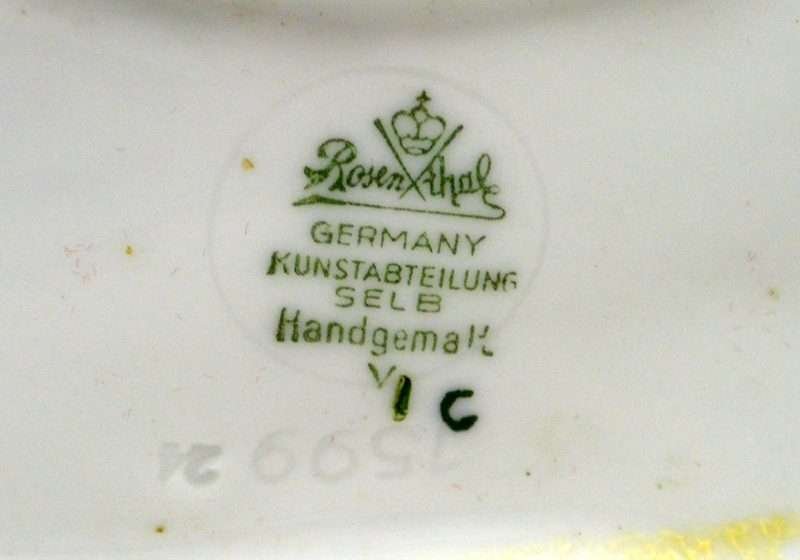 Rosenthal
GERMANY
KUNSTABTEILUNG
SELB
Handgemalt
C